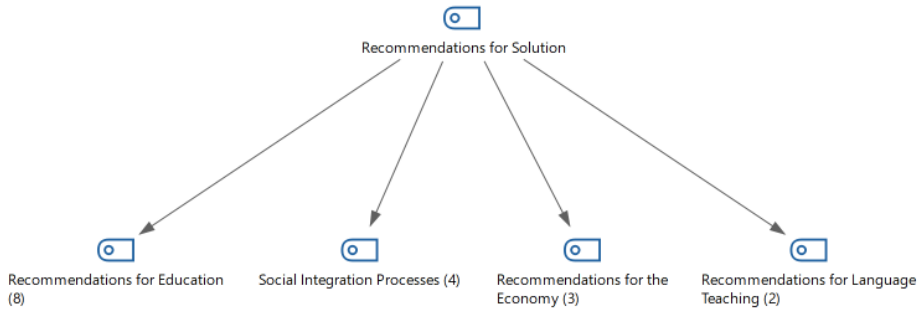 Recommendations for Solution
Recommendations for Education
(8)
Social Integration Processes (4)
Recommendations for the
Economy (3)
Recommendations for Language
Teaching (2)